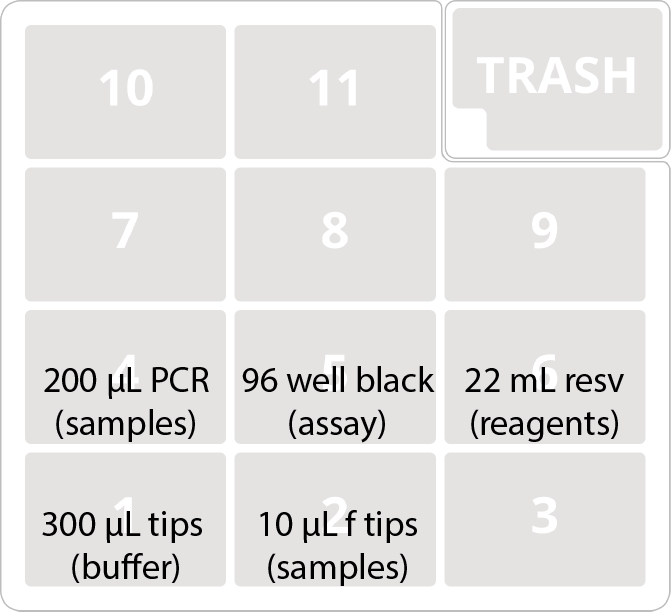 10
11
TRASH
7
8
9
4
200 µL PCR
(samples)
5
96 well black
(assay)
6
22 mL resv
(reagents)
1
300 µL tips
(buffer)
2
10 µL f tips
(samples)
3